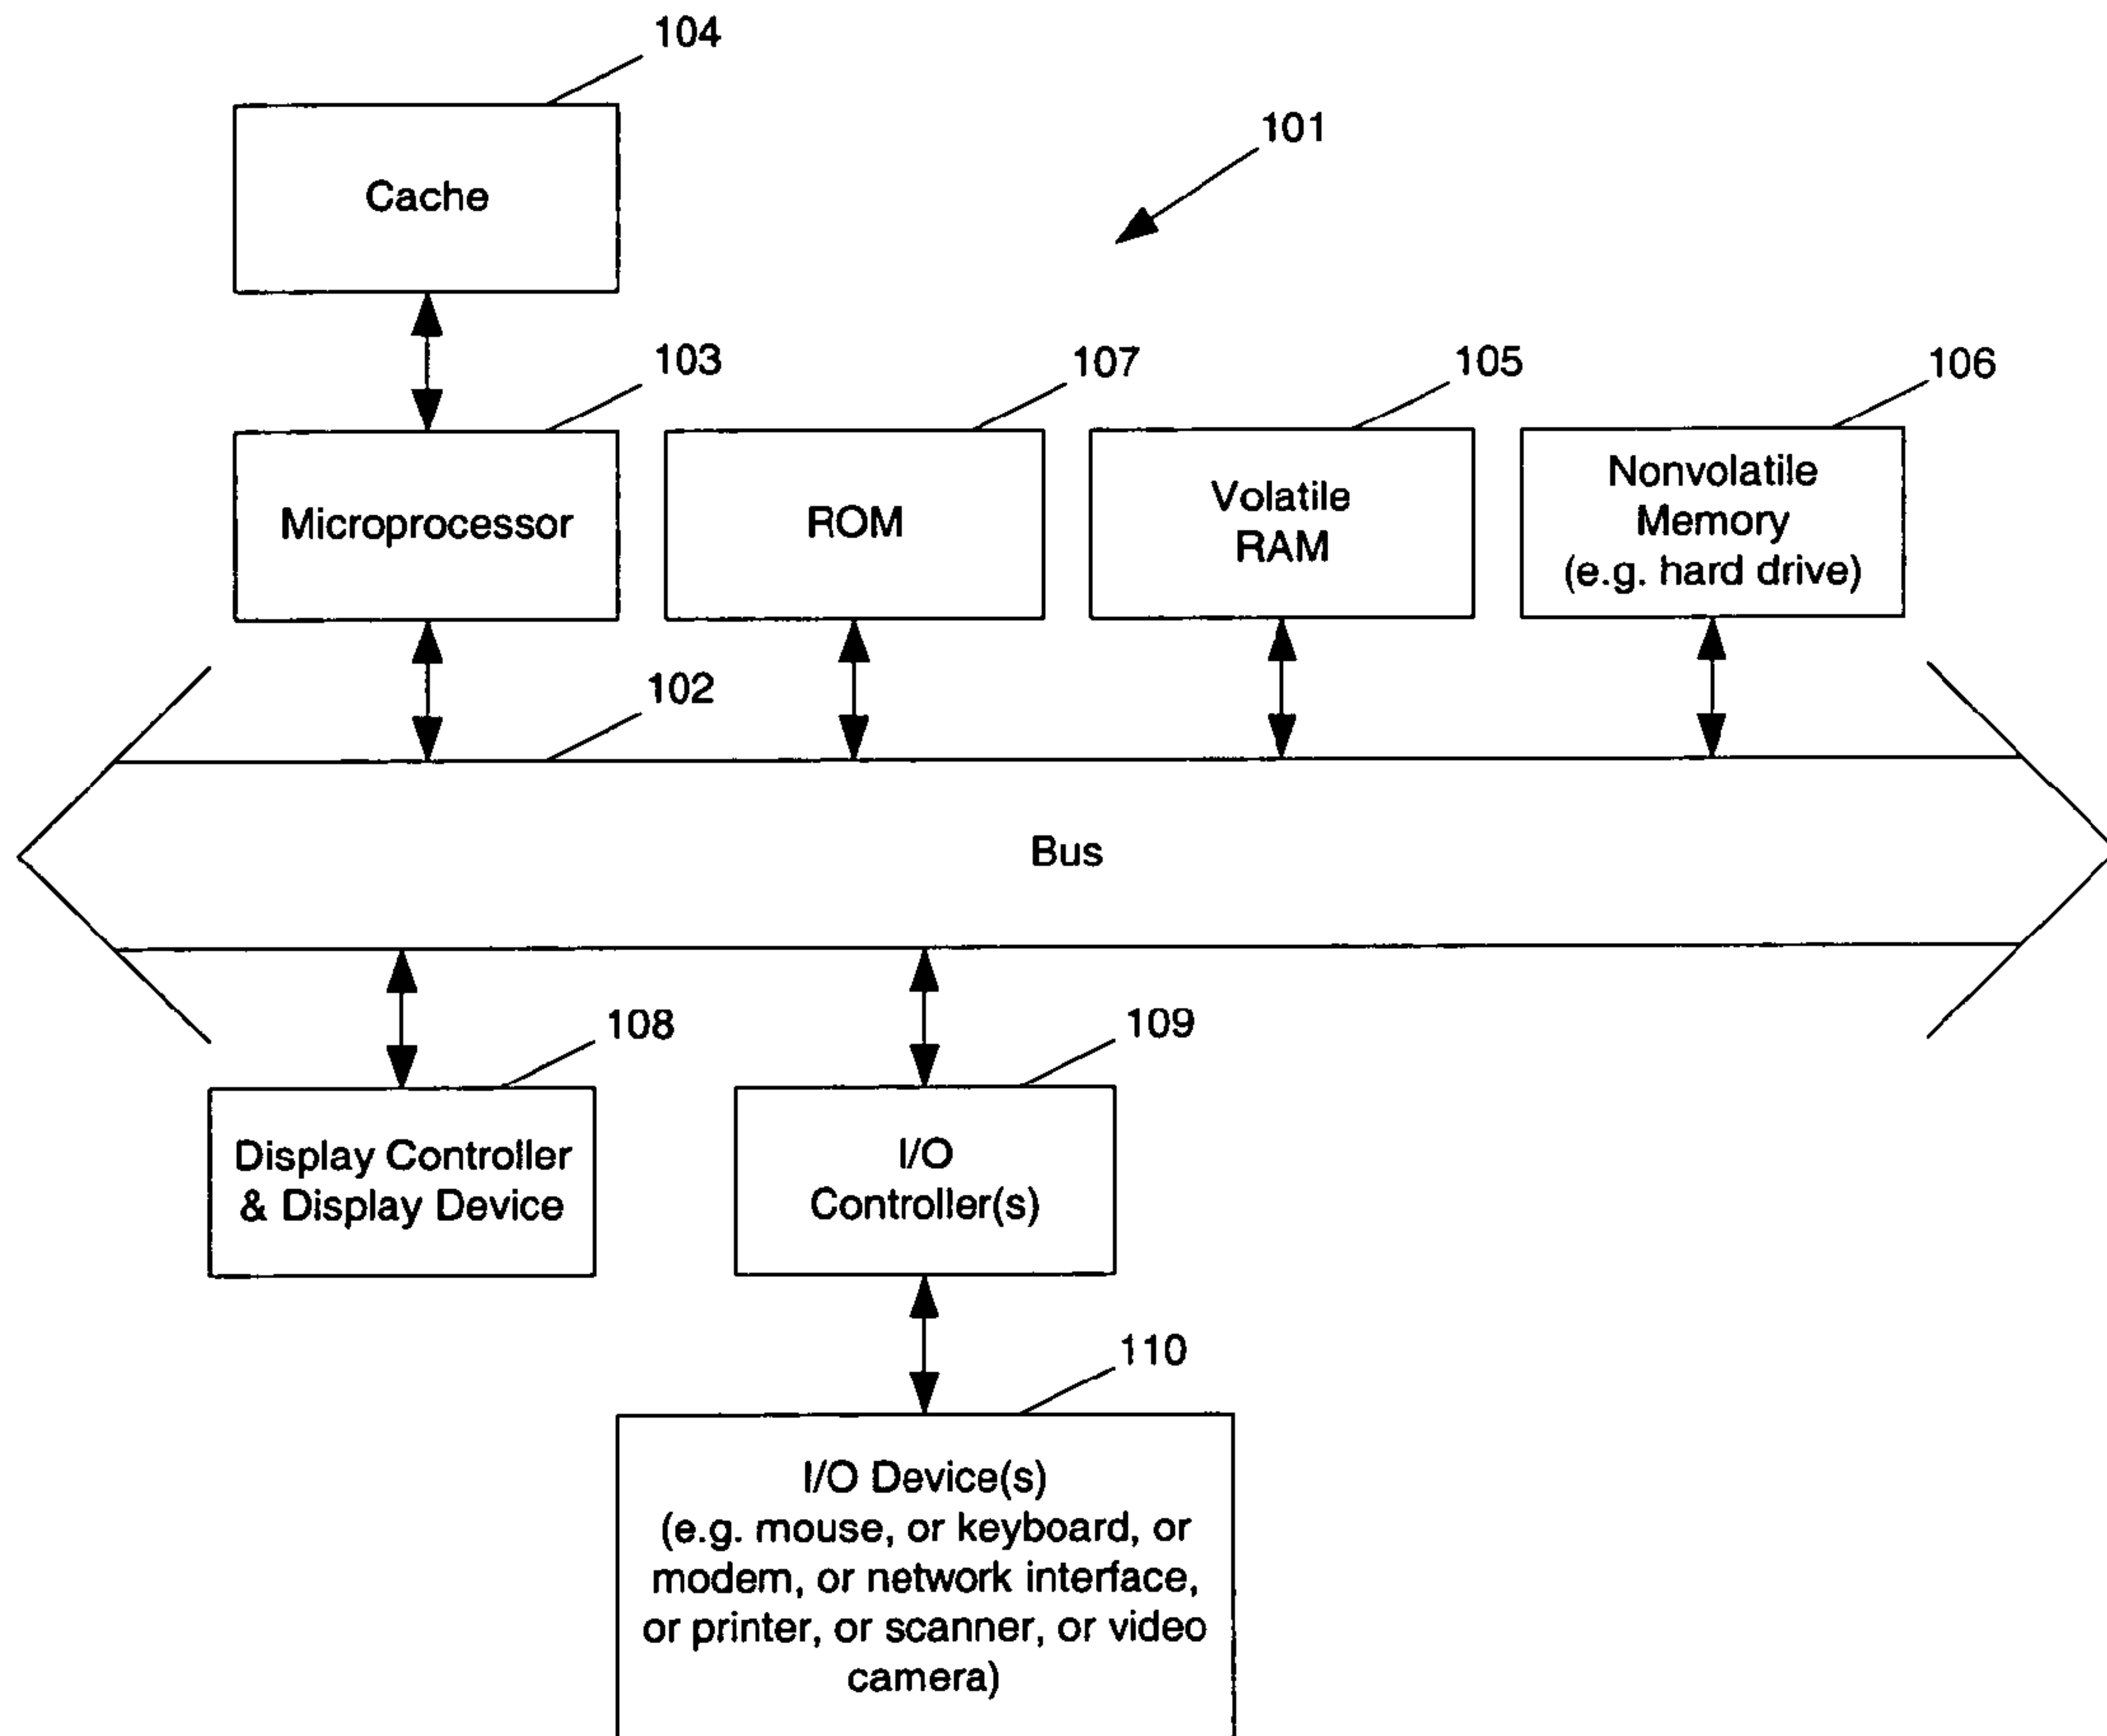 104
101
Cache
103
107
105
106
Microprocessor
ROM
Volatile
RAM
Nonvolatile
Memory
(e.g. hard drive)
102
Bus
108
109
Display Controller
& Display Device
I/O
Controller(s)
110
I/O Device(s)
(e.g. mouse, or keyboard, or
modem, or network interface,
or printer, or scanner, or video
camera)